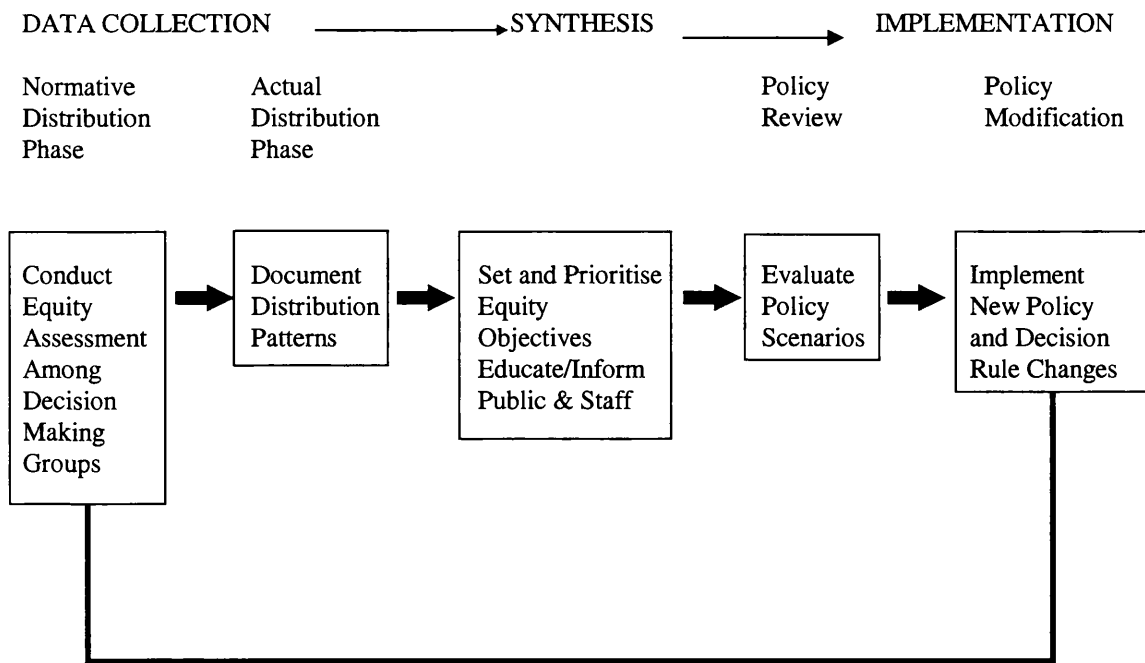 DATA COLLECTION SYNTHESIS IMPLEMENTATION
Normative
Distribution
Phase
Actual
Distribution
Phase
Policy
Review
Policy
Modification
Conduct
Equity
Assessment
Among
Decision
Making
Groups
Document
Distribution
Patterns
Set and Prioritise
Equity
Objectives
Educate/Inform
Public & Staff
Evaluate
Policy
Scenarios
Implement
New Policy
and Decision
Rule Changes